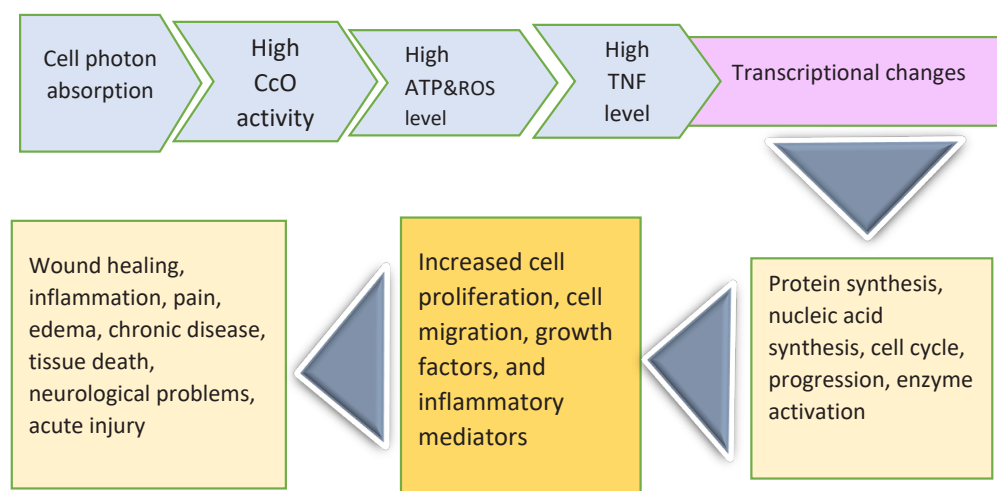 Cell photon
absorption
High
CcO
activity
High
ATP&ROS
level
High
TNF
level
Transcriptional changes
Protein synthesis,
nucleic acid
synthesis, cell cycle,
progression, enzyme
activation
Increased cell
proliferation, cell
migration, growth
factors, and
inflammatory
mediators
Wound healing,
inflammation, pain,
edema, chronic disease,
tissue death,
neurological problems,
acute injury